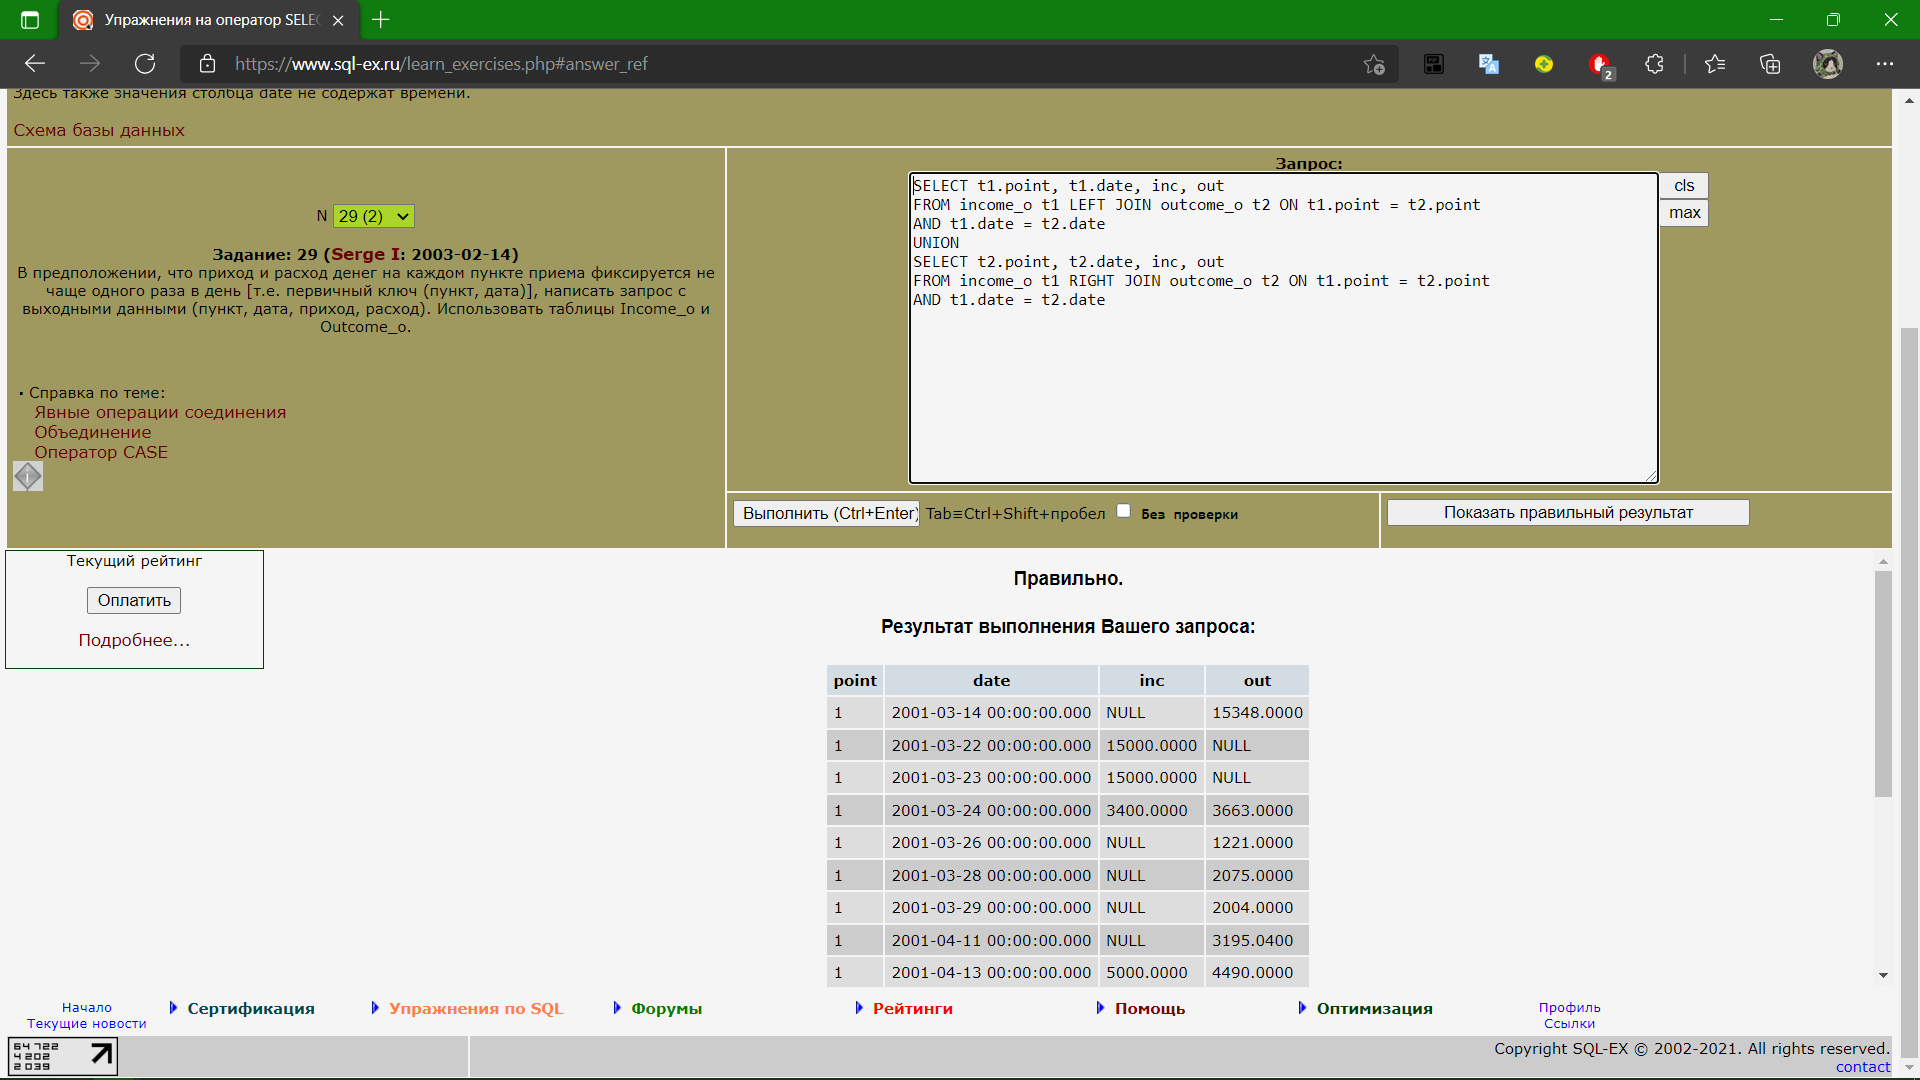 Упражнения на оператор SELEC
https://www.sql-ex.ru/learn_exercises.php#answer_ref
2
Здесь также значения столбца date не содержат времени.
Схема базы данных
N 29 (2)
Задание: 29 (Serge I: 2003-02-14)
В предположении, что приход и расход денег на каждом пункте приема фиксируется не
чаще одного раза в день [т.е. первичный ключ (пункт, дата)], написать запрос с
выходными данными (пункт, дата, приход, расход). Использовать таблицы Income_o и
Outcome_o.
• Справка по теме:
Явные операции соединения
Объединение
Оператор CASE
Запрос:
SELECT t1.point, t1.date, inc, out
FROM income_o t1 LEFT JOIN outcome_o t2 ON t1.point = t2.point
AND t1.date = t2.date
UNION
SELECT t2.point, t2.date, inc, out
FROM income_o t1 RIGHT JOIN outcome_o t2 ON t1.point = t2.point
AND t1.date = t2.date
cls
max
Выполнить (Ctrl+Enter) Tab≡Ctrl+Shift+пробел Без проверки
Показать правильный результат
Текущий рейтинг
Оплатить
Подробнее...
Правильно.
Результат выполнения Вашего запроса:
point date inc out
1 2001-03-14 00:00:00.000 NULL 15348.0000
1 2001-03-22 00:00:00.000 15000.0000 NULL
1 2001-03-23 00:00:00.000 15000.0000 NULL
1 2001-03-24 00:00:00.000 3400.0000 3663.0000
1 2001-03-26 00:00:00.000 NULL 1221.0000
1 2001-03-28 00:00:00.000 NULL 2075.0000
1 2001-03-29 00:00:00.000 NULL 2004.0000
1 2001-04-11 00:00:00.000 NULL 3195.0400
1 2001-04-13 00:00:00.000 5000.0000 4490.0000
Начало
Текущие новости
Сертификация
Упражнения по SQL
Форумы
Рейтинги
Помощь
Оптимизация
Профиль
Ссылки
64 722
4 202
2 039
Copyright SQL-EX © 2002-2021. All rights reserved.
contact